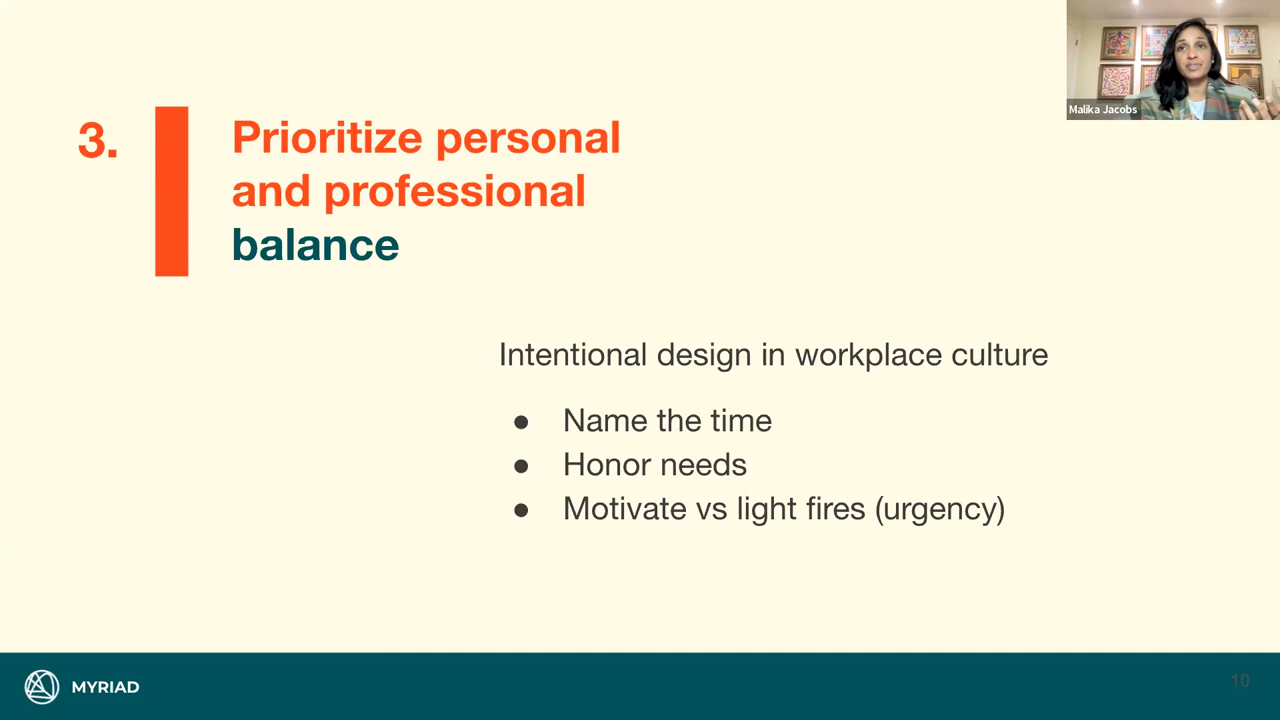 Malika Jacobs
3.
Prioritize personal
and professional
balance
Intentional design in workplace culture
● Name the time
● Honor needs
● Motivate vs light fires (urgency)
MYRIAD
10